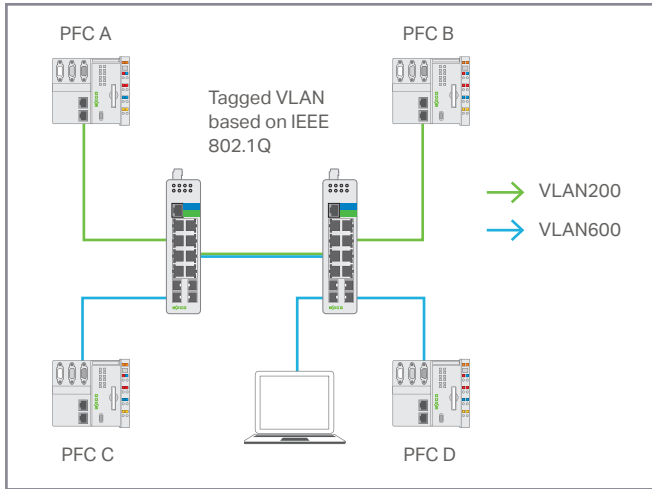 PFC A
PFC B
Tagged VLAN
based on IEEE
802.1Q
VLAN200
VLAN600
PFC C
PFC D